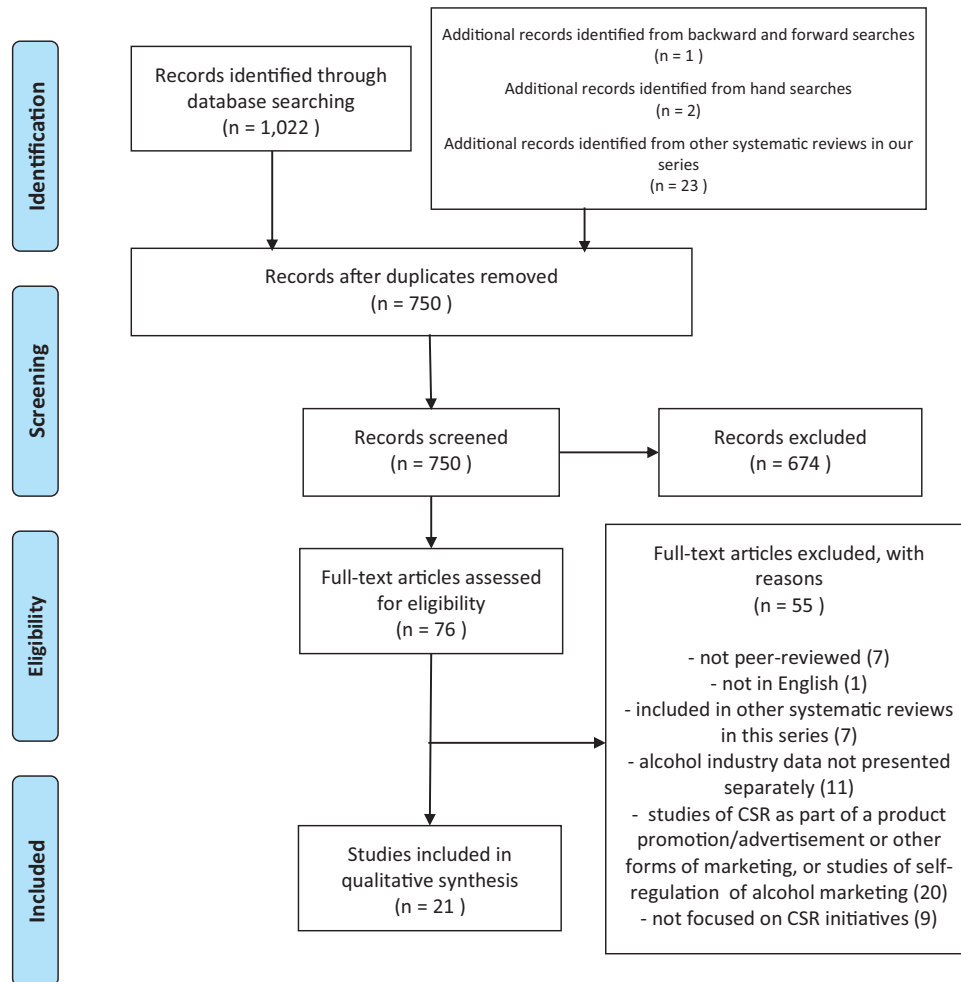 Identification
Records identified through
database searching
(n = 1,022 )
Additional records identified from backward and forward searches
(n = 1 )
Additional records identified from hand searches
(n = 2)
Additional records identified from other systematic reviews in our
series
(n = 23 )
Records after duplicates removed
(n = 750 )
Screening
Records screened
(n = 750 )
Records excluded
(n = 674 )
Eligibility
Full-text articles assessed
for eligibility
(n = 76 )
Full-text articles excluded, with
reasons
(n = 55 )
- not peer-reviewed (7)
- not in English (1)
- included in other systematic reviews
in this series (7)
- alcohol industry data not presented
separately (11)
- studies of CSR as part of a product
promotion/advertisement or other
forms of marketing, or studies of self-
regulation of alcohol marketing (20)
- not focused on CSR initiatives (9)
Included
Studies included in
qualitative synthesis
(n = 21 )